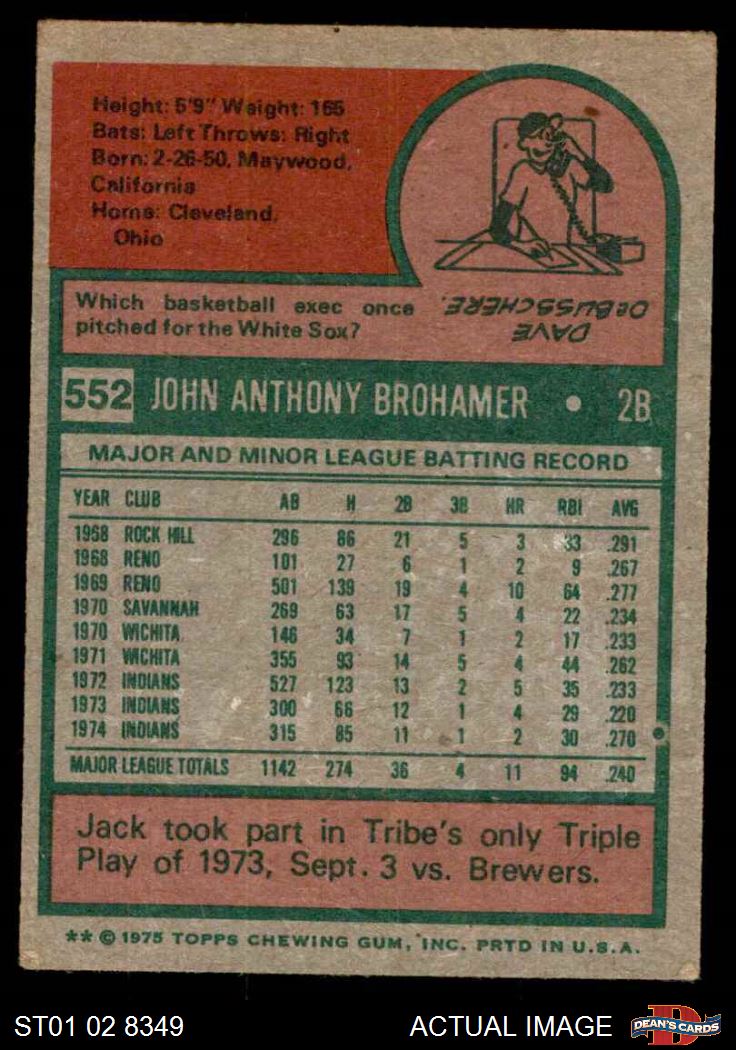 Height: 5'9" Weight: 165
Bats: Left Throws: Right
Born: 2-26-50, Maywood,
California
Home: Cleveland,
Ohio
Which basketball exec once
pitched for the White Sox?
DAVE
DeBUSSCHERE.
552 JOHN ANTHONY BROHAMER • 2B
MAJOR AND MINOR LEAGUE BATTING RECORD
YEAR CLUB AB H 2B 3B HR RBI AVG
1968 ROCK HILL 296 86 21 5 3 33 .291
1968 RENO 101 27 6 1 2 9 .267
1969 RENO 501 139 19 4 10 64 .277
1970 SAVANNAH 269 63 17 5 4 22 .234
1970 WICHITA 146 34 7 1 2 17 .233
1971 WICHITA 355 93 14 5 4 44 .262
1972 INDIANS 527 123 13 2 5 35 .233
1973 INDIANS 300 66 12 1 4 29 .220
1974 INDIANS 315 85 11 1 2 30 .270
MAJOR LEAGUE TOTALS 1142 274 36 4 11 94 .240
Jack took part in Tribe's only Triple
Play of 1973, Sept. 3 vs. Brewers.
** © 1975 TOPPS CHEWING GUM, INC. PRTD IN U.S.A.
ST01 02 8349 ACTUAL IMAGE D DEAN'S CARDS